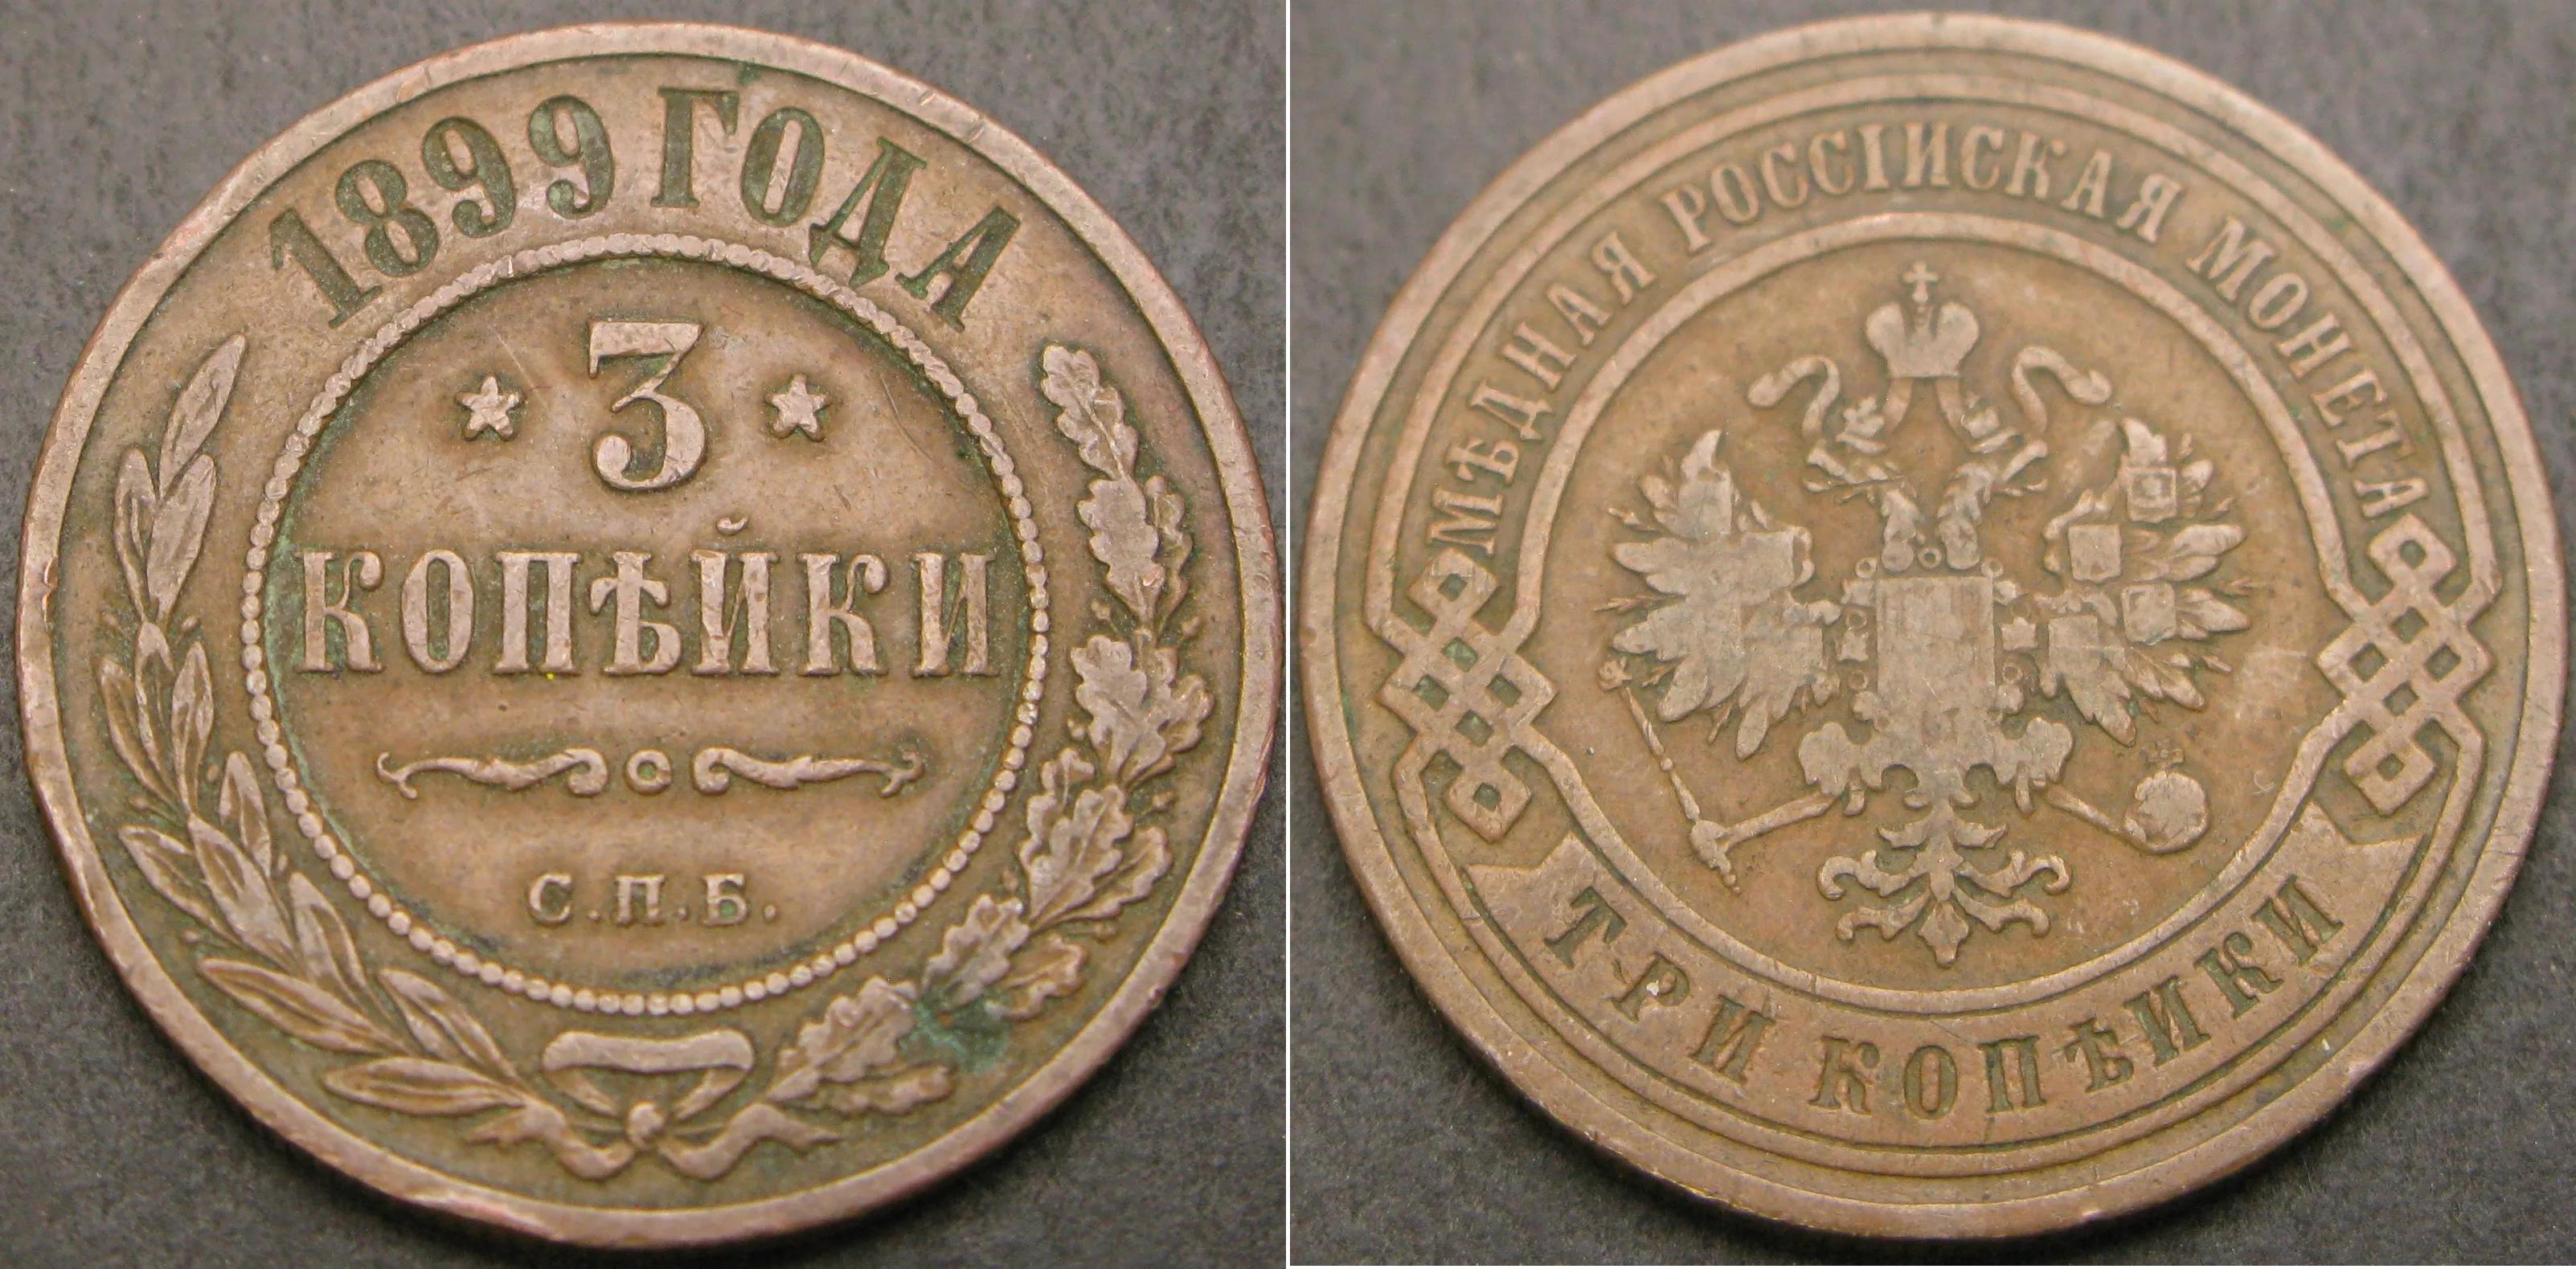 1899 ГОДА
3
КОПѢЙКИ
С.П.Б.
МѢДНАЯ РОССІЙСКАЯ МОНЕТА
ТРИ КОПѢЙКИ